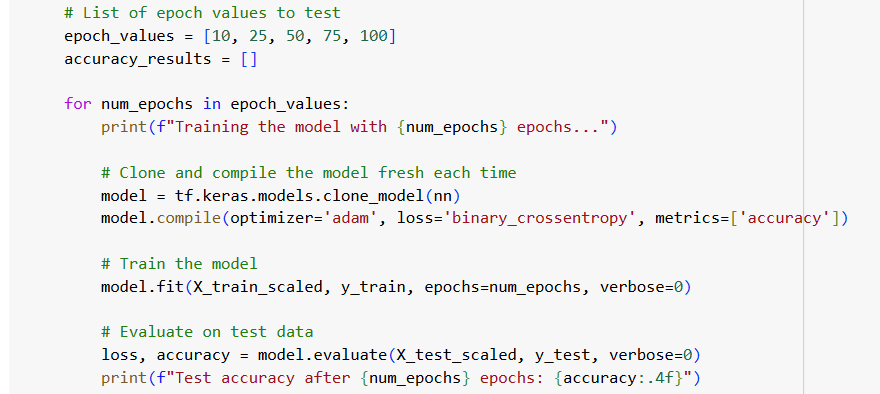 # List of epoch values to test
epoch_values = [10, 25, 50, 75, 100]
accuracy_results = []
for num_epochs in epoch_values:
print(f"Training the model with {num_epochs} epochs...")
# Clone and compile the model fresh each time
model = tf.keras.models.clone_model(nn)
model.compile(optimizer='adam', loss='binary_crossentropy', metrics=['accuracy'])
# Train the model
model.fit(X_train_scaled, y_train, epochs=num_epochs, verbose=0)
# Evaluate on test data
loss, accuracy = model.evaluate(X_test_scaled, y_test, verbose=0)
print(f"Test accuracy after {num_epochs} epochs: {accuracy:.4f}")